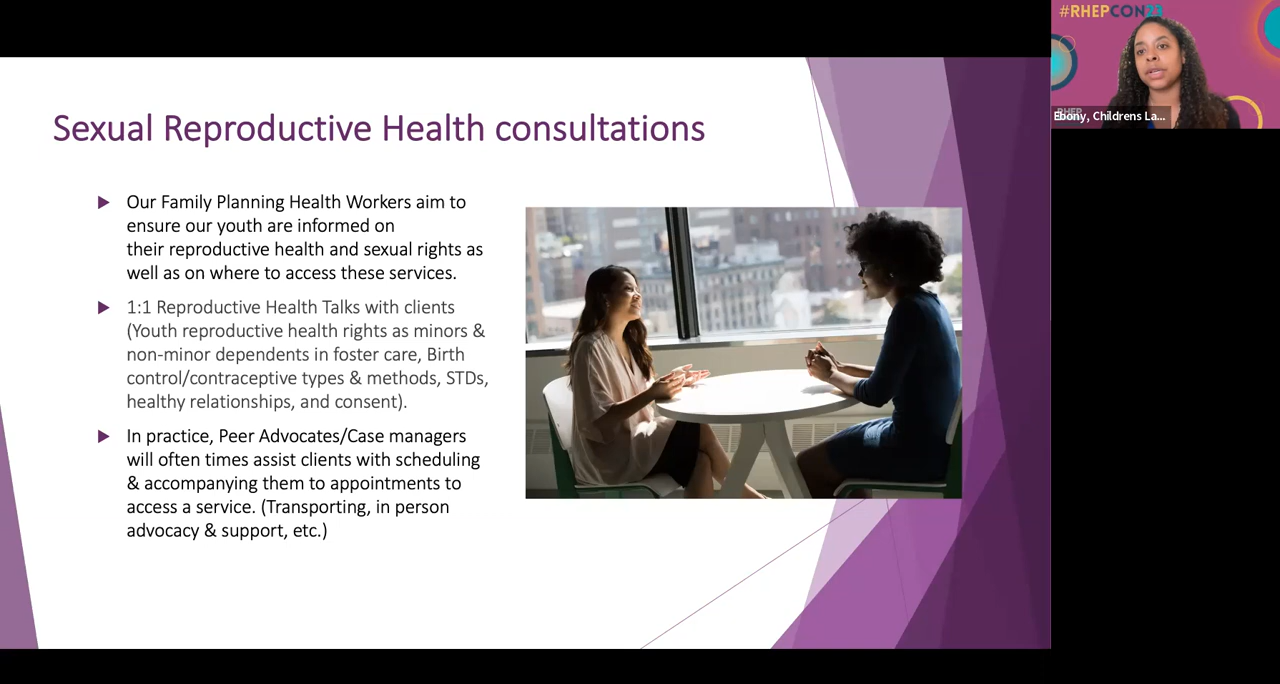 Sexual Reproductive Health consultations
Our Family Planning Health Workers aim to
ensure our youth are informed on
their reproductive health and sexual rights as
well as on where to access these services.
1:1 Reproductive Health Talks with clients
(Youth reproductive health rights as minors &
non-minor dependents in foster care, Birth
control/contraceptive types & methods, STDs,
healthy relationships, and consent).
In practice, Peer Advocates/Case managers
will often times assist clients with scheduling
& accompanying them to appointments to
access a service. (Transporting, in person
advocacy & support, etc.)
#RHEPCON23
RHEP
Ebony, Childrens La...